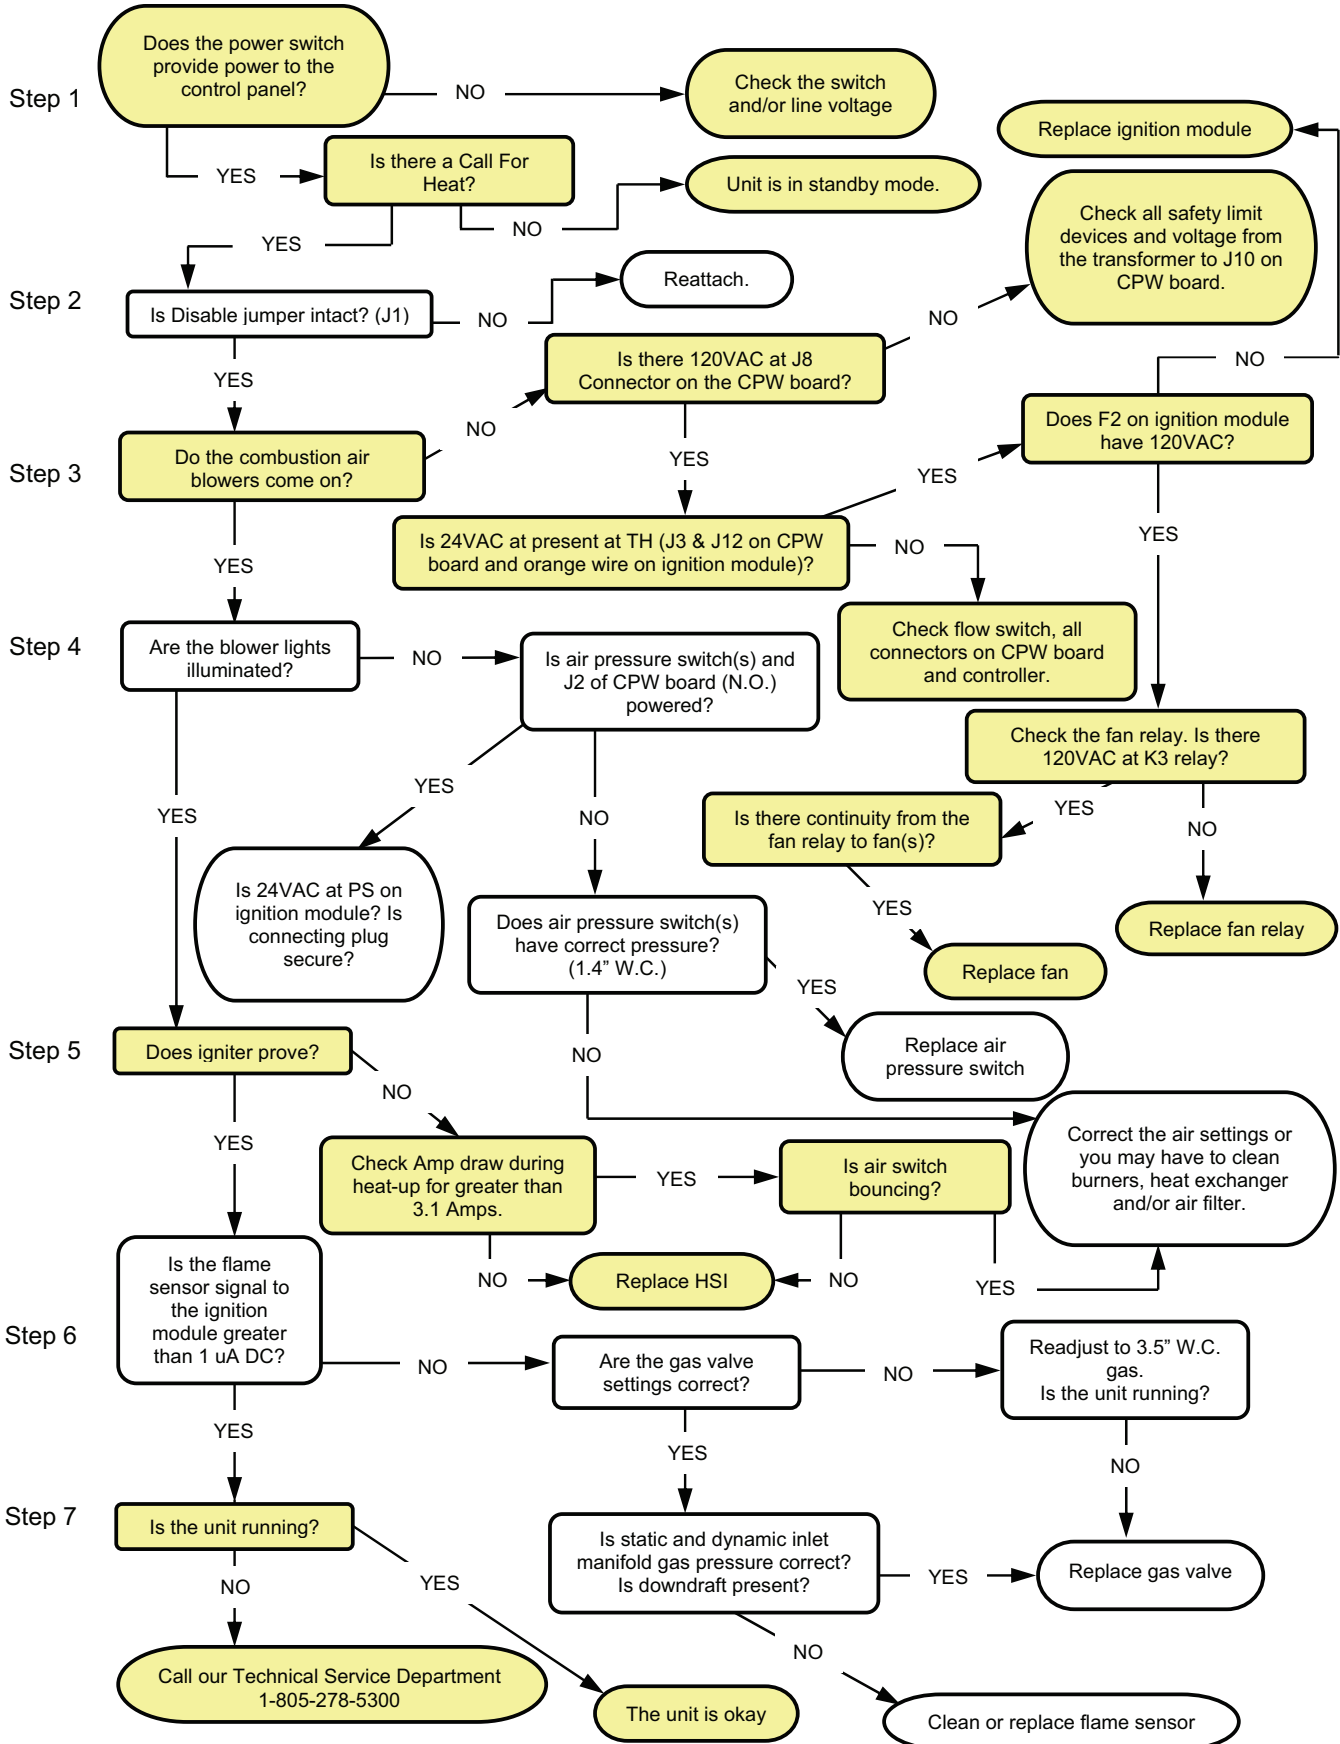 Step 1
Does the power switch
provide power to the
control panel?
NO
Check the switch
and/or line voltage
Replace ignition module
YES
Is there a Call For
Heat?
NO
Unit is in standby mode.
Check all safety limit
devices and voltage from
the transformer to J10 on
CPW board.
YES
Step 2
Is Disable jumper intact? (J1)
NO
Reattach.
YES
Is there 120VAC at J8
Connector on the CPW board?
NO
NO
Step 3
Do the combustion air
blowers come on?
NO
YES
Does F2 on ignition module
have 120VAC?
YES
YES
Is 24VAC at present at TH (J3 & J12 on CPW
board and orange wire on ignition module)?
NO
YES
YES
Step 4
Are the blower lights
illuminated?
NO
Is air pressure switch(s) and
J2 of CPW board (N.O.)
powered?
Check flow switch, all
connectors on CPW board
and controller.
Check the fan relay. Is there
120VAC at K3 relay?
YES
YES
NO
Is there continuity from the
fan relay to fan(s)?
YES
NO
Is 24VAC at PS on
ignition module? Is
connecting plug
secure?
Does air pressure switch(s)
have correct pressure?
(1.4” W.C.)
YES
Replace fan
Replace fan relay
YES
Replace air
pressure switch
Step 5
Does igniter prove?
NO
NO
YES
Check Amp draw during
heat-up for greater than
3.1 Amps.
YES
Is air switch
bouncing?
Correct the air settings or
you may have to clean
burners, heat exchanger
and/or air filter.
NO
Replace HSI
NO
YES
Step 6
Is the flame
sensor signal to
the ignition
module greater
than 1 uA DC?
NO
Are the gas valve
settings correct?
NO
Readjust to 3.5” W.C.
gas.
Is the unit running?
YES
YES
NO
Step 7
Is the unit running?
Is static and dynamic inlet
manifold gas pressure correct?
Is downdraft present?
YES
Replace gas valve
NO
YES
NO
Call our Technical Service Department
1-805-278-5300
The unit is okay
Clean or replace flame sensor